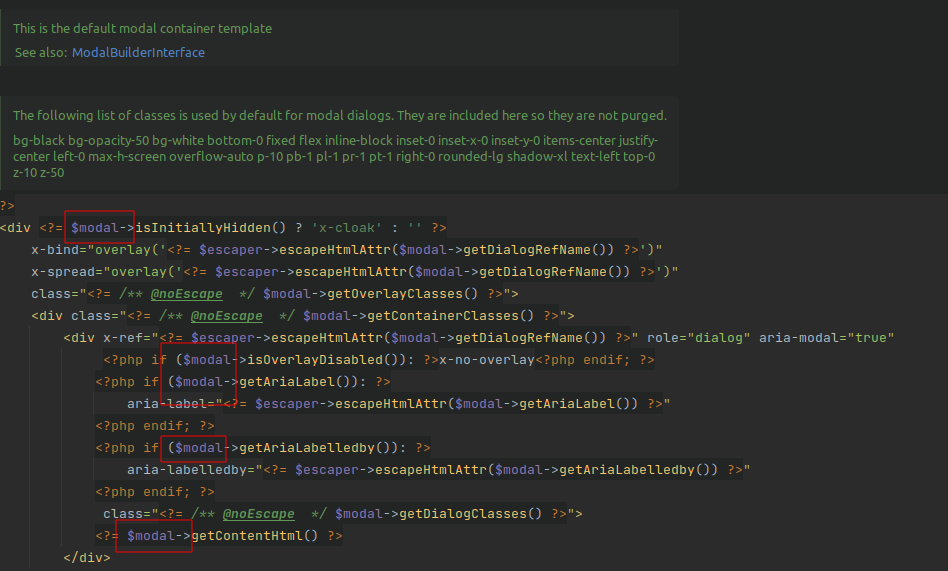 This is the default modal container template
See also: ModalBuilderInterface
The following list of classes is used by default for modal dialogs. They are included here so they are not purged.
bg-black bg-opacity-50 bg-white bottom-0 fixed flex inline-block inset-0 inset-x-0 inset-y-0 items-center justify-
center left-0 max-h-screen overflow-auto p-10 pb-1 pl-1 pr-1 pt-1 right-0 rounded-lg shadow-xl text-left top-0
z-10 z-50
?>
<div <?= $modal->isInitiallyHidden() ? 'x-cloak' : '' ?>
x-bind="overlay('<?= $escaper->escapeHtmlAttr($modal->getDialogRefName()) ?>')"
x-spread="overlay('<?= $escaper->escapeHtmlAttr($modal->getDialogRefName()) ?>')"
class="<?= /** @noEscape  */ $modal->getOverlayClasses() ?>">
<div class="<?= /** @noEscape  */ $modal->getContainerClasses() ?>">
<div x-ref="<?= $escaper->escapeHtmlAttr($modal->getDialogRefName()) ?>" role="dialog" aria-modal="true"
<?php if ($modal->isOverlayDisabled()): ?>x-no-overlay<?php endif; ?>
<?php if ($modal->getAriaLabel()): ?>
aria-label="<?= $escaper->escapeHtmlAttr($modal->getAriaLabel()) ?>"
<?php endif; ?>
<?php if ($modal->getAriaLabelledby()): ?>
aria-labelledby="<?= $escaper->escapeHtmlAttr($modal->getAriaLabelledby()) ?>"
<?php endif; ?>
class="<?= /** @noEscape  */ $modal->getDialogClasses() ?>">
<?= $modal->getContentHtml() ?>
</div>